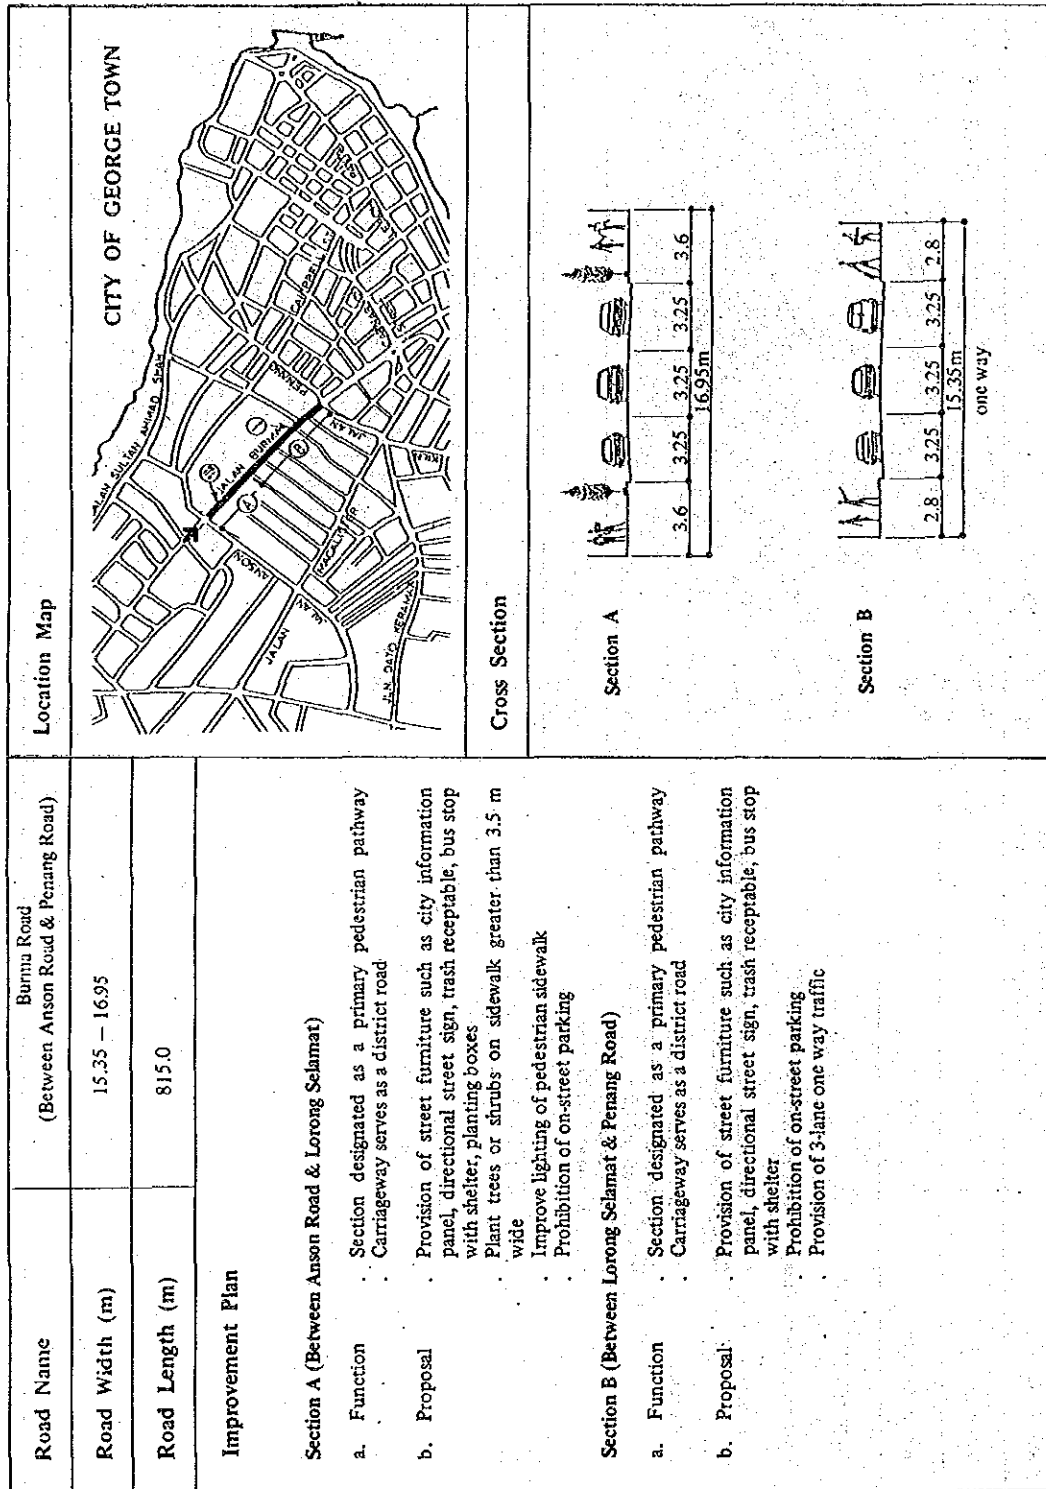 Road Name
Burma Road
(Between Anson Road & Penang Road)
Road Width (m)
15.35 – 16.95
Road Length (m)
815.0
Improvement Plan
Section A (Between Anson Road & Lorong Selamat)
a. Function . Section designated as a primary pedestrian pathway
. Carriageway serves as a district road
b. Proposal . Provision of street furniture such as city information
panel, directional street sign, trash receptable, bus stop
with shelter, planting boxes
. Plant trees or shrubs on sidewalk greater than 3.5 m
wide
. Improve lighting of pedestrian sidewalk
. Prohibition of on-street parking
Section B (Between Lorong Selamat & Penang Road)
a. Function . Section designated as a primary pedestrian pathway
. Carriageway serves as a district road
b. Proposal . Provision of street furniture such as city information
panel, directional street sign, trash receptable, bus stop
with shelter
. Prohibition of on-street parking
. Provision of 3-lane one way traffic
Location Map
CITY OF GEORGE TOWN
JALAN SULTAN AHMAD SHAH
JALAN BURMA
A
B
PENANG
JALAN
CAMPBELL
ANSON
JALAN
JALAN
MACALISTER
JLN. DATO KERAMAT
Cross Section
Section A
3.6 3.25 3.25 3.25 3.6
16.95m
Section B
2.8 3.25 3.25 3.25 2.8
15.35m
one way